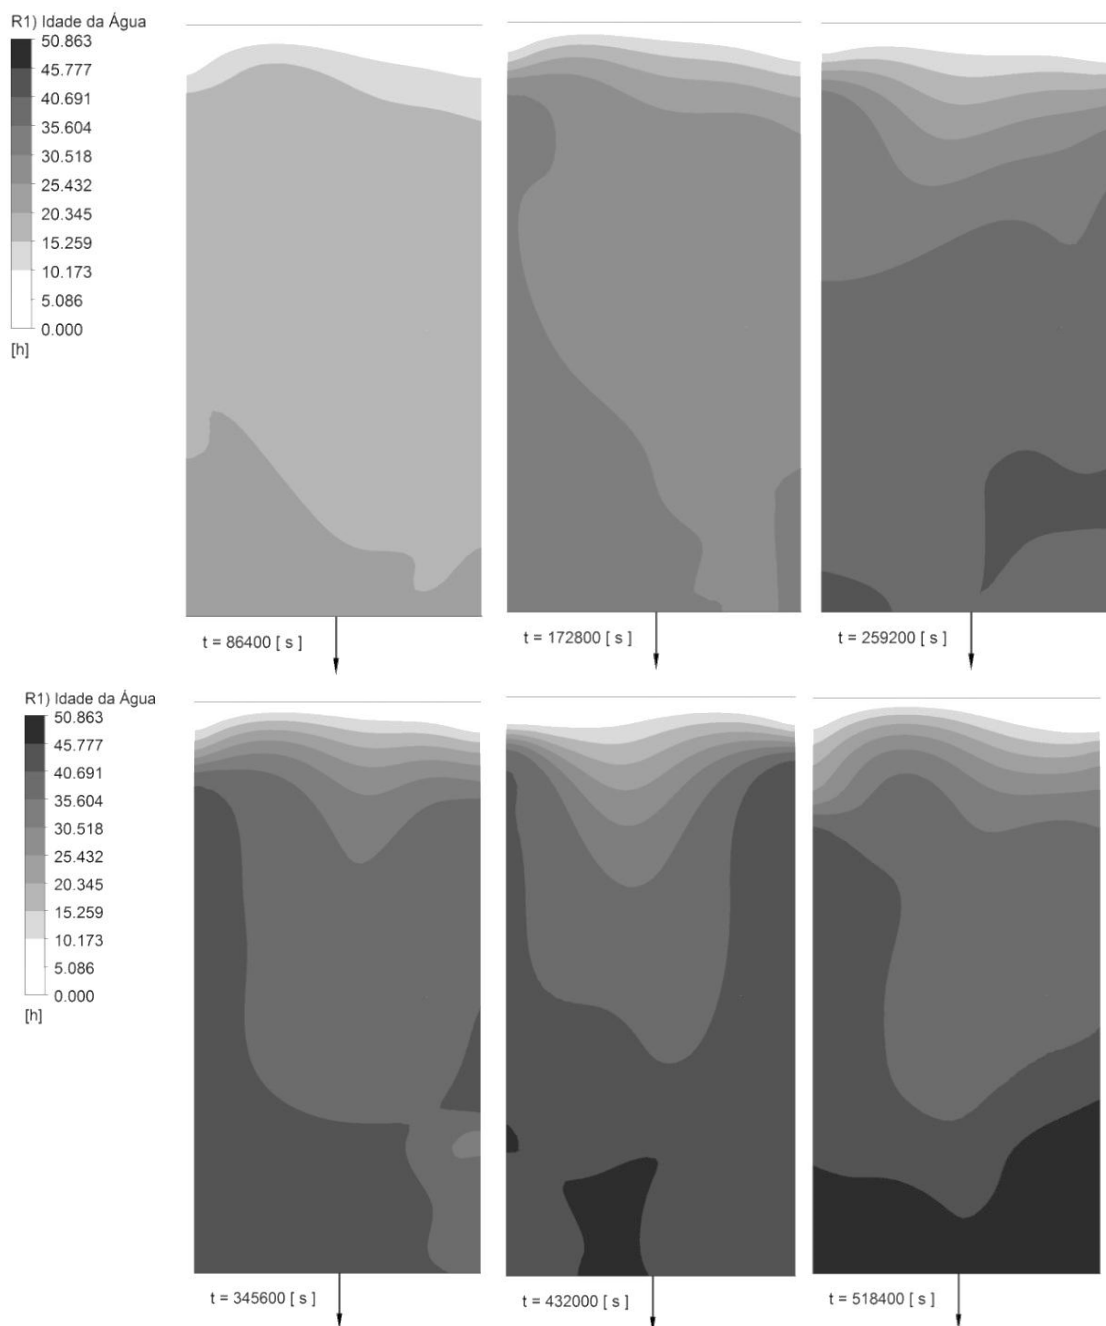 R1) Idade da Água
50.863
45.777
40.691
35.604
30.518
25.432
20.345
15.259
10.173
5.086
0.000
[h]
t = 86400 [ s ]
t = 172800 [ s ]
t = 259200 [ s ]
R1) Idade da Água
50.863
45.777
40.691
35.604
30.518
25.432
20.345
15.259
10.173
5.086
0.000
[h]
t = 345600 [ s ]
t = 432000 [ s ]
t = 518400 [ s ]